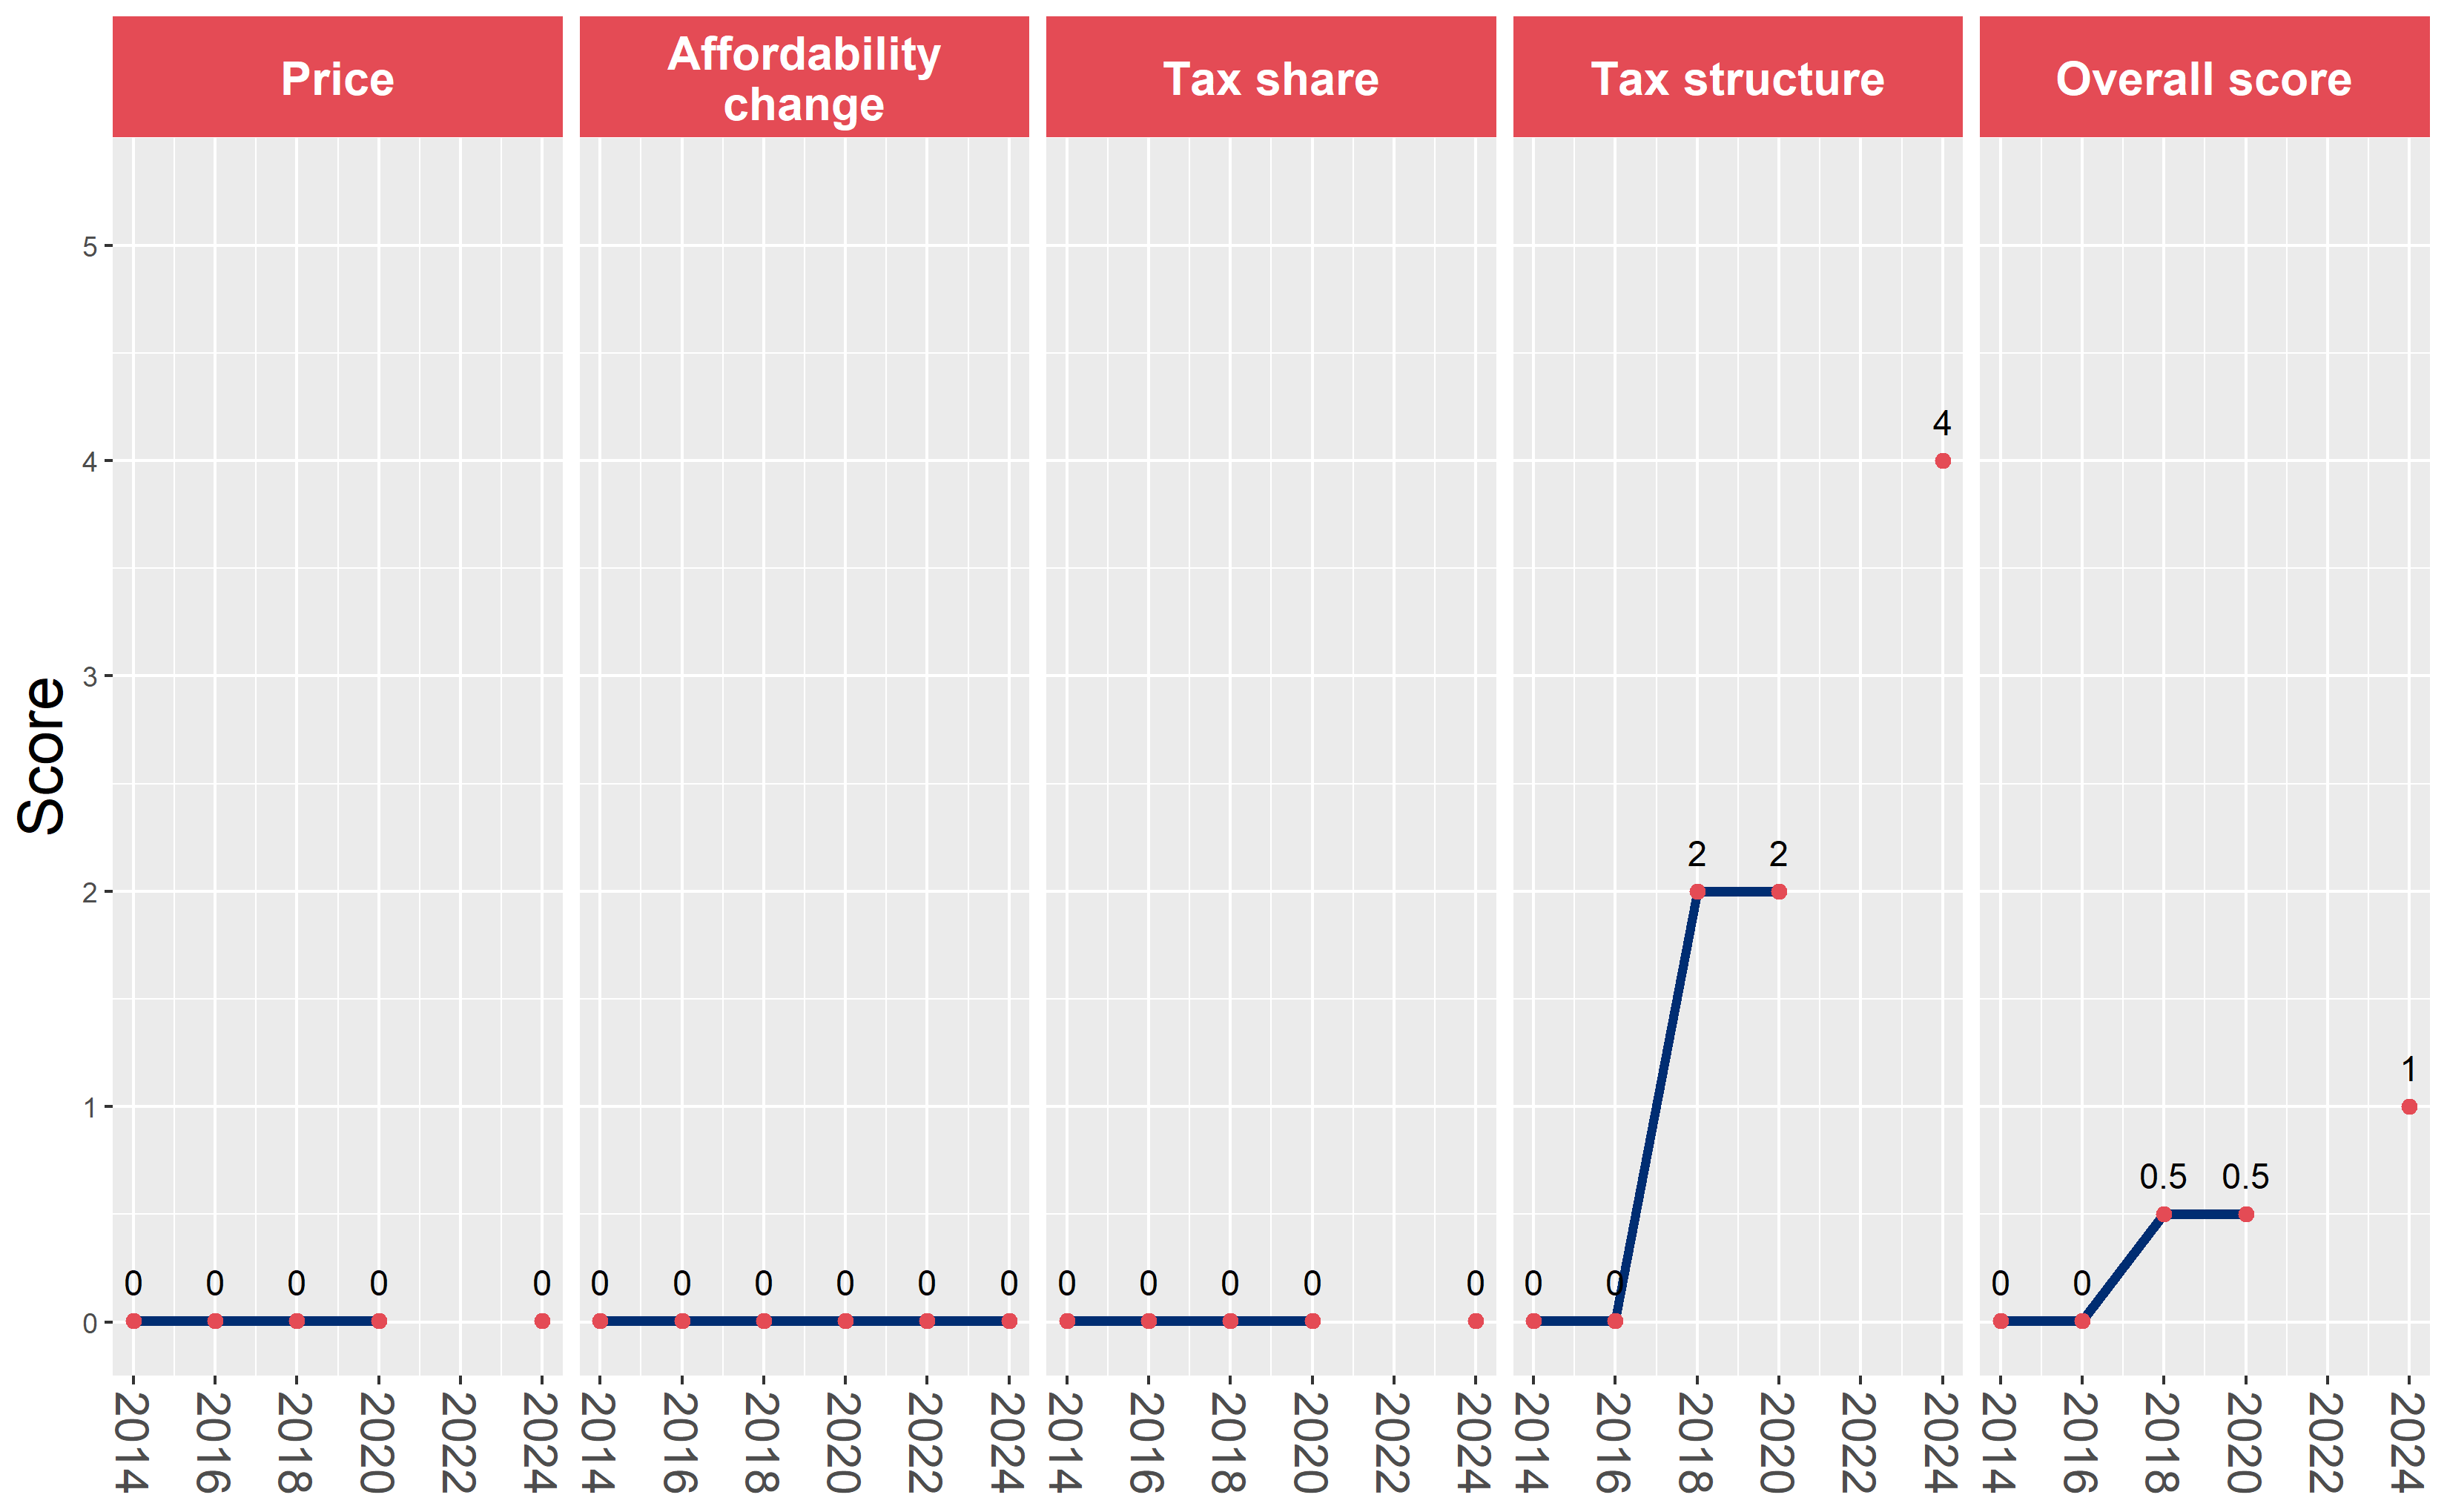 Price
Affordability
change
Tax share
Tax structure
Overall score
Score
5
4
3
2
1
0
0 0 0 0 0
0 0 0 0 0 0
0 0 0 0 0
0 0 2 2 4
0 0 0.5 0.5 1
2014 2016 2018 2020 2022 2024
2014 2016 2018 2020 2022 2024
2014 2016 2018 2020 2022 2024
2014 2016 2018 2020 2022 2024
2014 2016 2018 2020 2022 2024